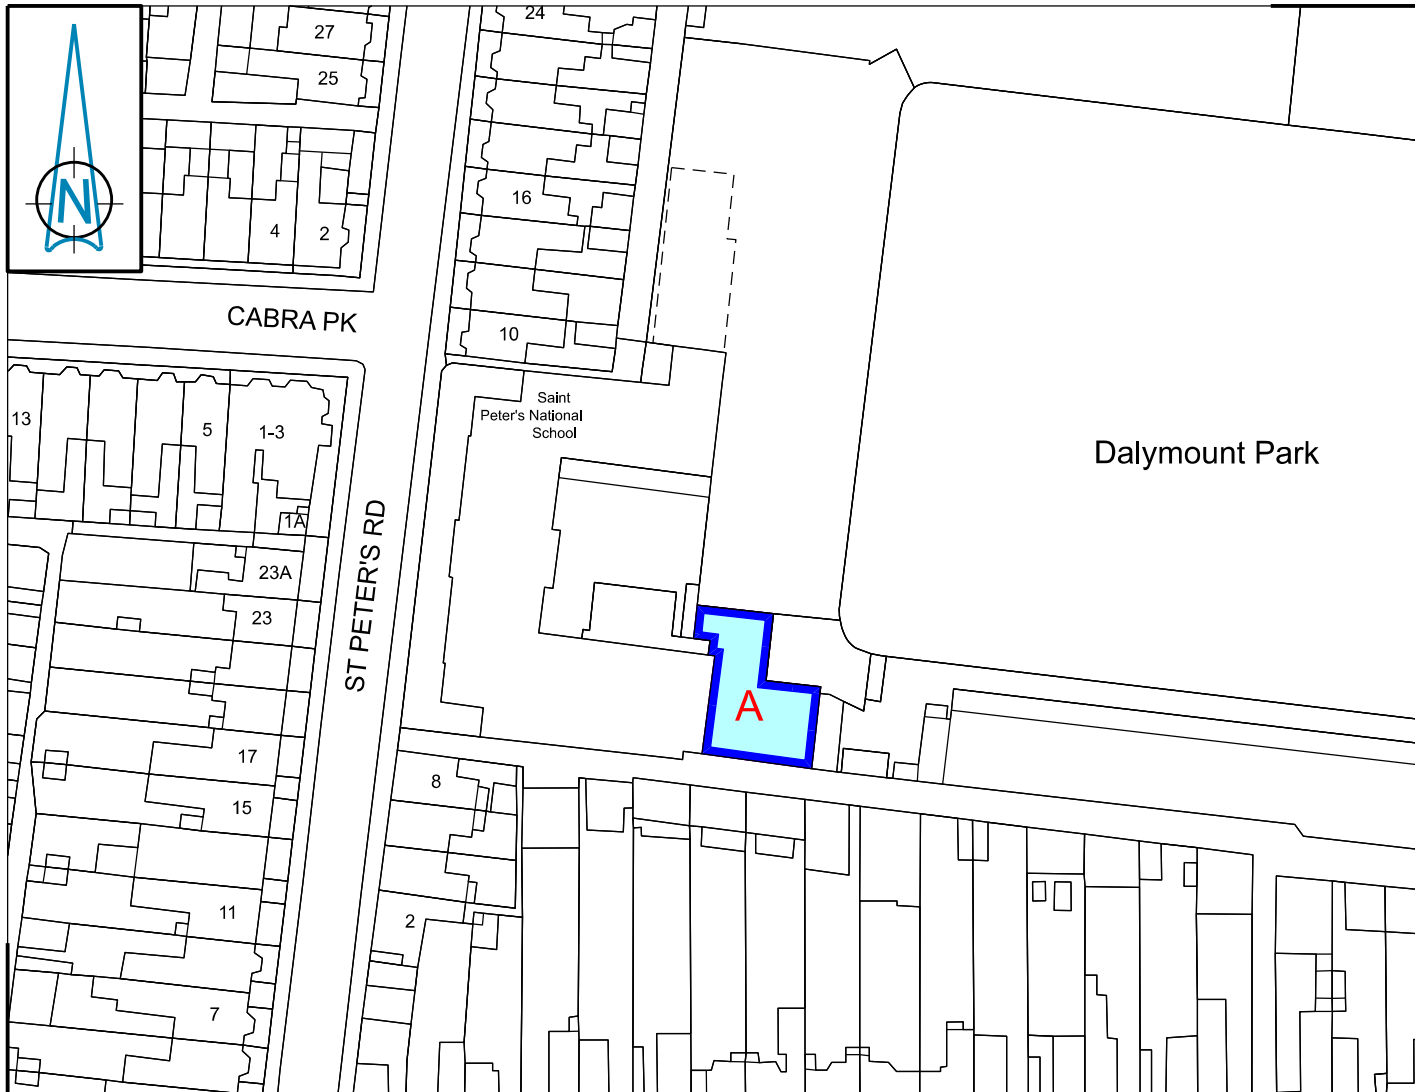 24
27
25
N
16
4
2
CABRA PK
10
Saint
Peter's National
School
13
5
1-3
Dalymount Park
1A
ST PETER'S RD
23A
23
A
17
8
15
11
2
7